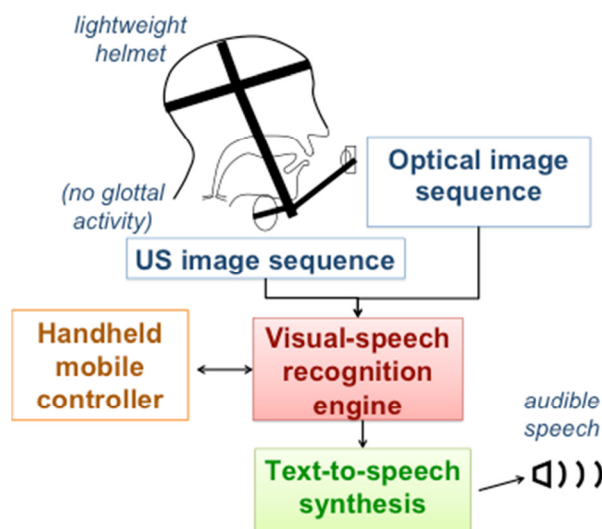 lightweight
helmet
(no glottal
activity)
Optical image
sequence
US image sequence
Handheld
mobile
controller
Visual-speech
recognition
engine
audible
speech
Text-to-speech
synthesis